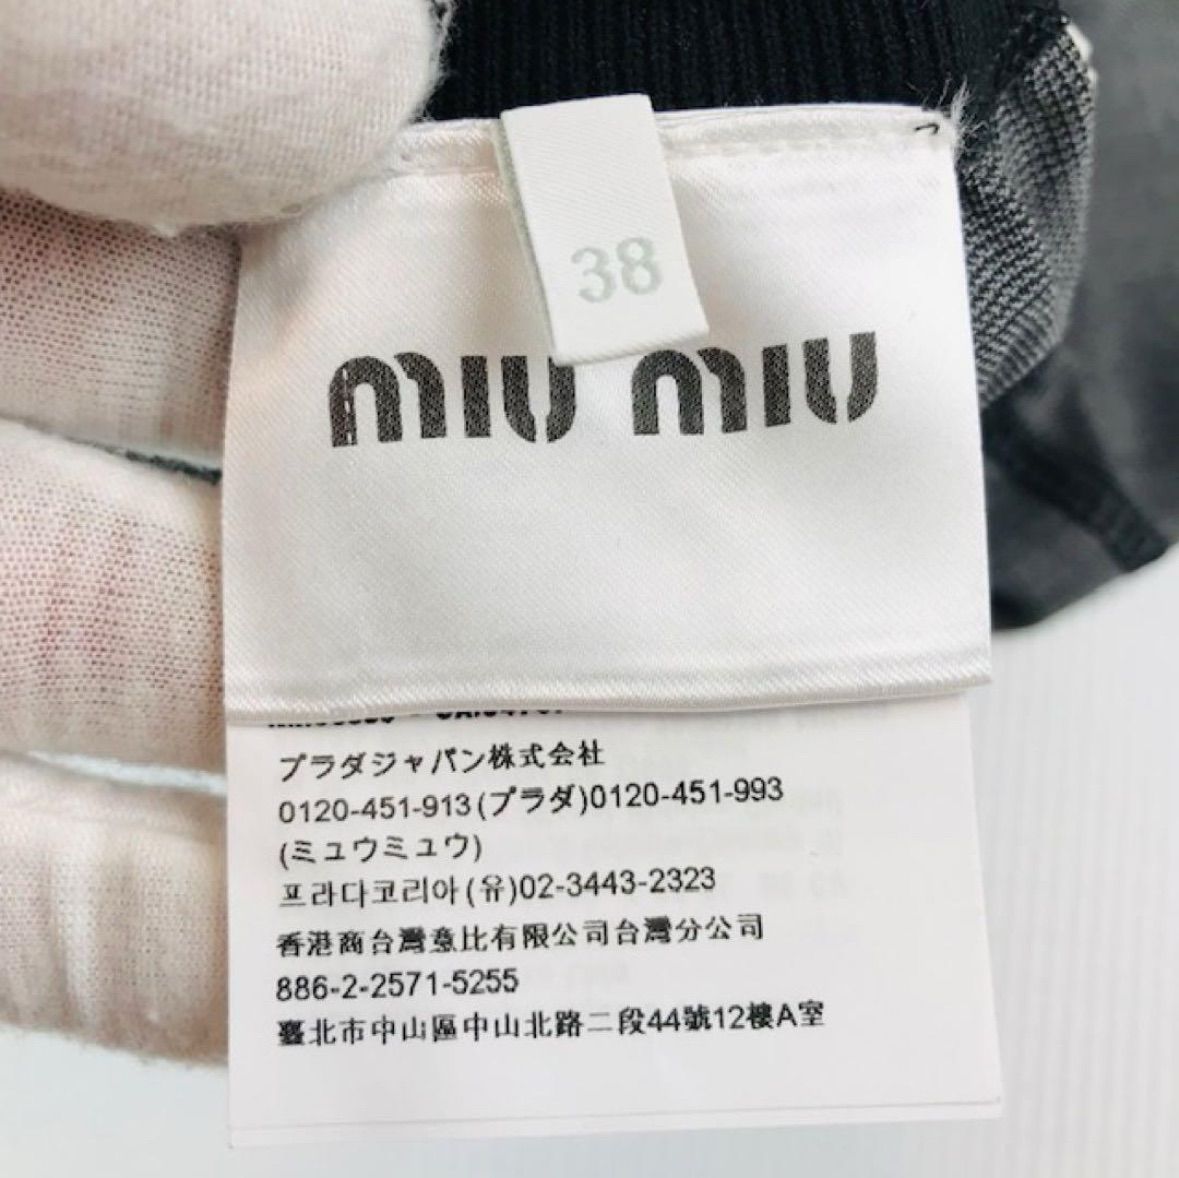 38
miu miu
プラダジャパン株式会社
0120-451-913(プラダ)0120-451-993
(ミュウミュウ)
프라다코리아(유)02-3443-2323
香港商台灣意比有限公司台灣分公司
886-2-2571-5255
臺北市中山區中山北路二段44號12樓A室